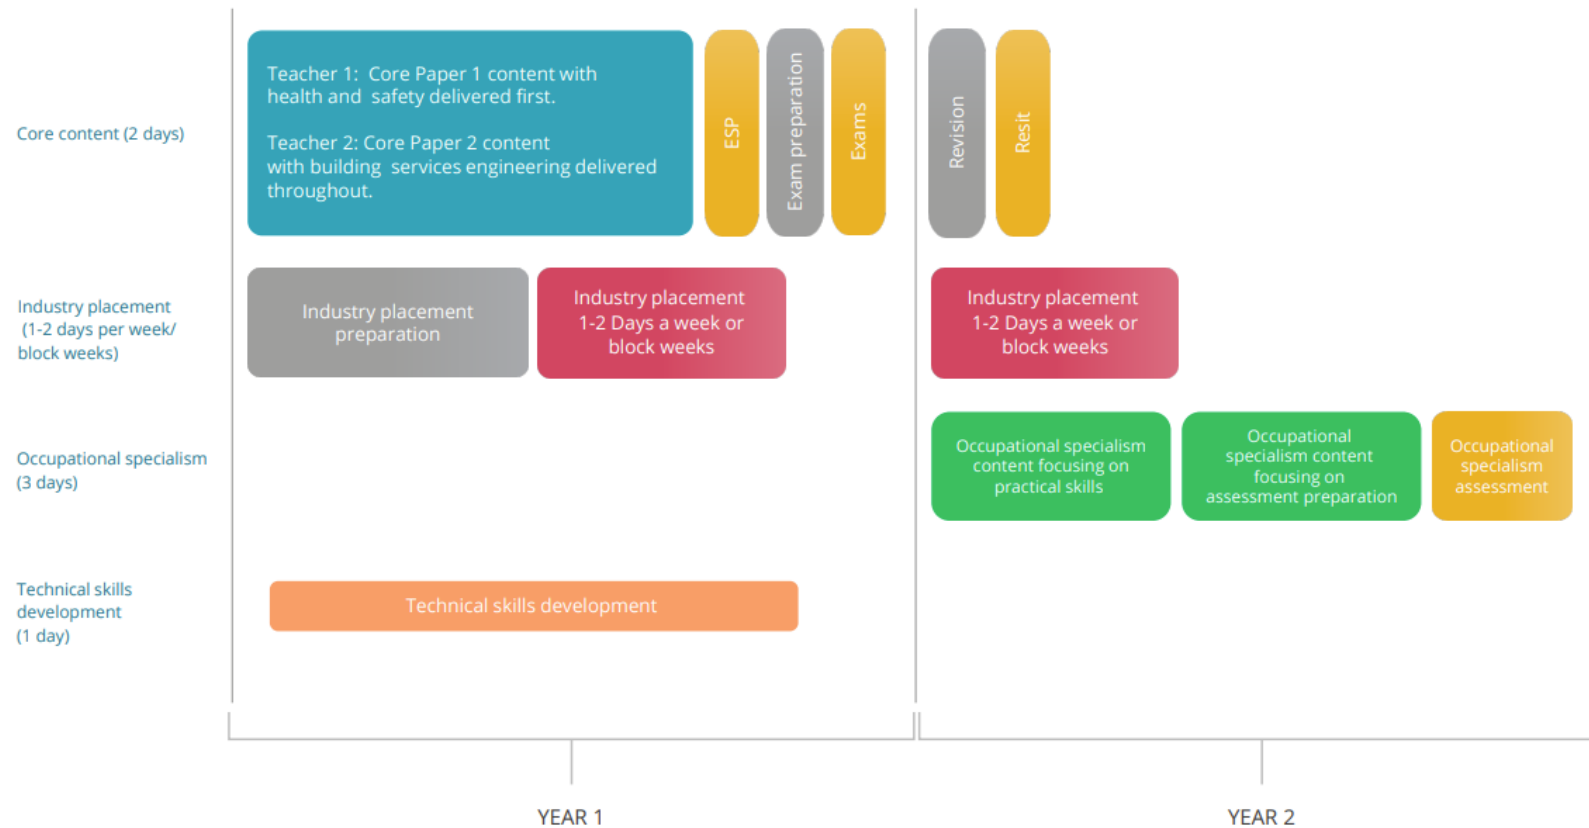 Core content (2 days)
Teacher 1: Core Paper 1 content with
health and safety delivered first.
Teacher 2: Core Paper 2 content
with building services engineering delivered
throughout.
ESP
Exam preparation
Exams
Revision
Resit
Industry placement
(1-2 days per week/
block weeks)
Industry placement
preparation
Industry placement
1-2 Days a week or
block weeks
Industry placement
1-2 Days a week or
block weeks
Occupational specialism
(3 days)
Occupational specialism
content focusing on
practical skills
Occupational
specialism content
focusing on
assessment preparation
Occupational
specialism
assessment
Technical skills
development
(1 day)
Technical skills development
YEAR 1
YEAR 2